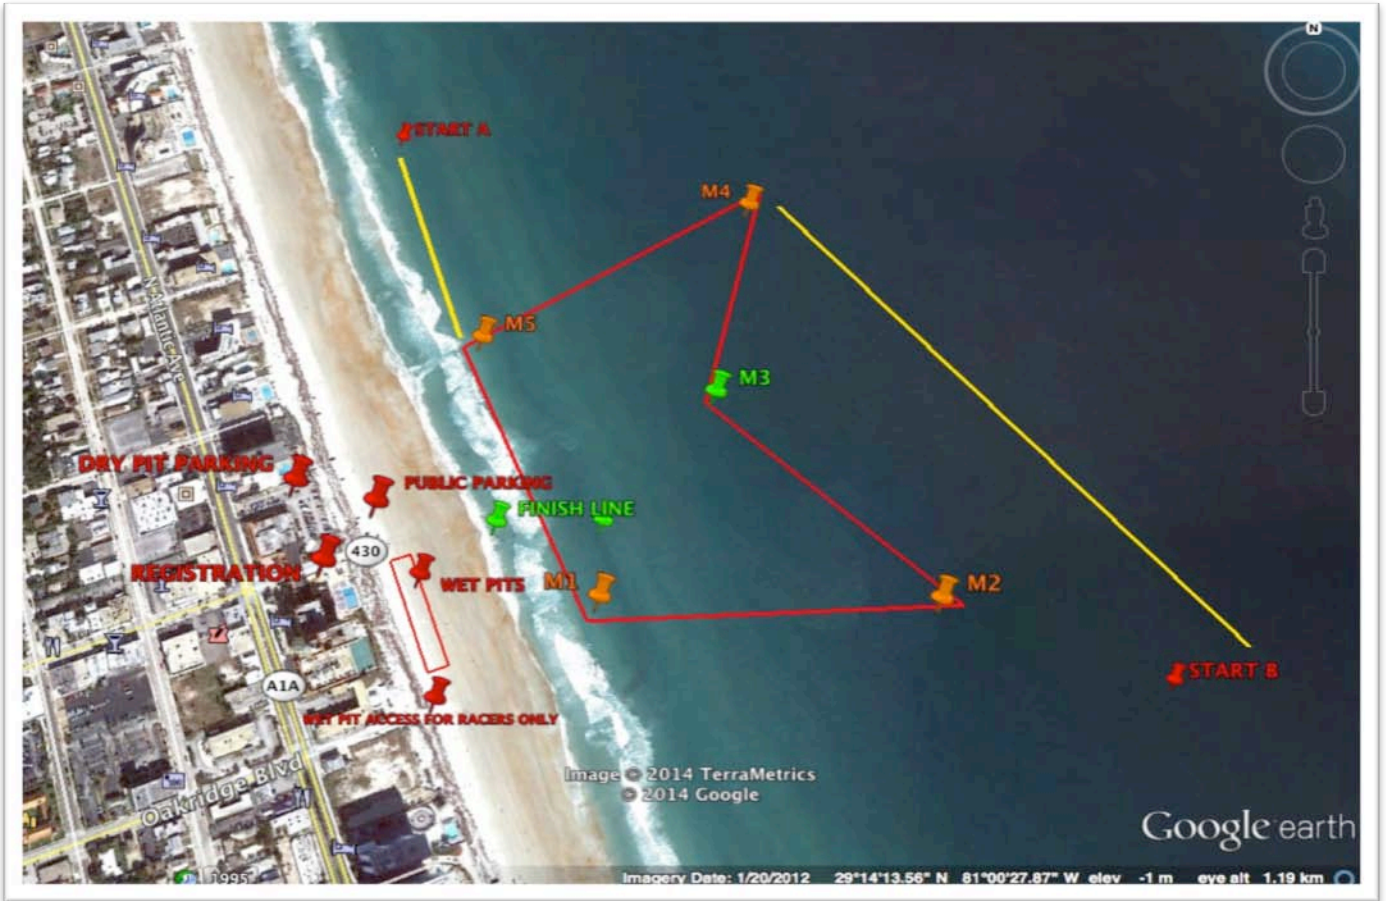 N
START A
M4
M5
N Atlantic Ave
M3
DRY PIT PARKING
PUBLIC PARKING
FINISH LINE
430
REGISTRATION
WET PITS
M1
M2
START B
A1A
WET PIT ACCESS FOR RACERS ONLY
Oakridge Blvd
Image © 2014 TerraMetrics
© 2014 Google
Google earth
1995
Imagery Date: 1/20/2012 29°14'13.56" N 81°00'27.87" W elev -1 m eye alt 1.19 km